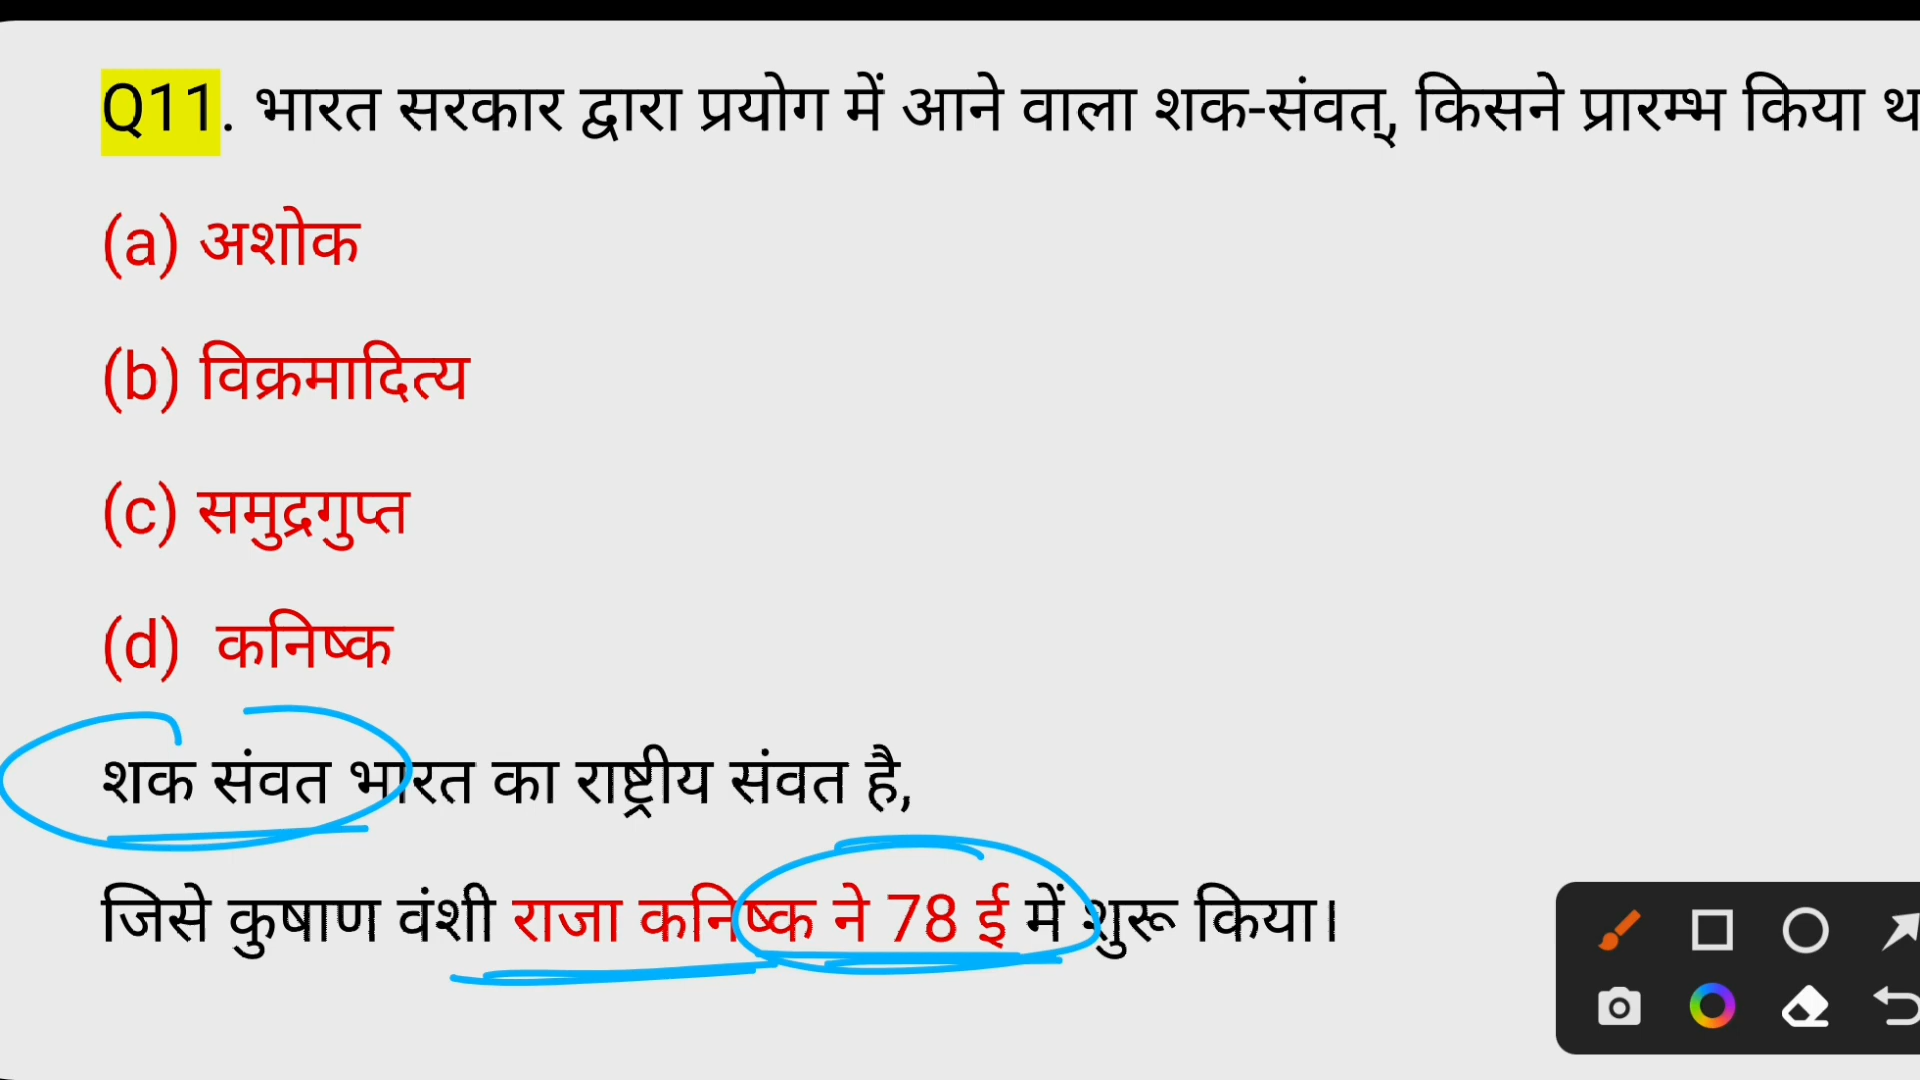 Q11. भारत सरकार द्वारा प्रयोग में आने वाला शक-संवत्, किसने प्रारम्भ किया थ
(a) अशोक
(b) विक्रमादित्य
(c) समुद्रगुप्त
(d) कनिष्क
शक संवत भारत का राष्ट्रीय संवत है,
जिसे कुषाण वंशी राजा कनिष्क ने 78 ई में शुरू किया।